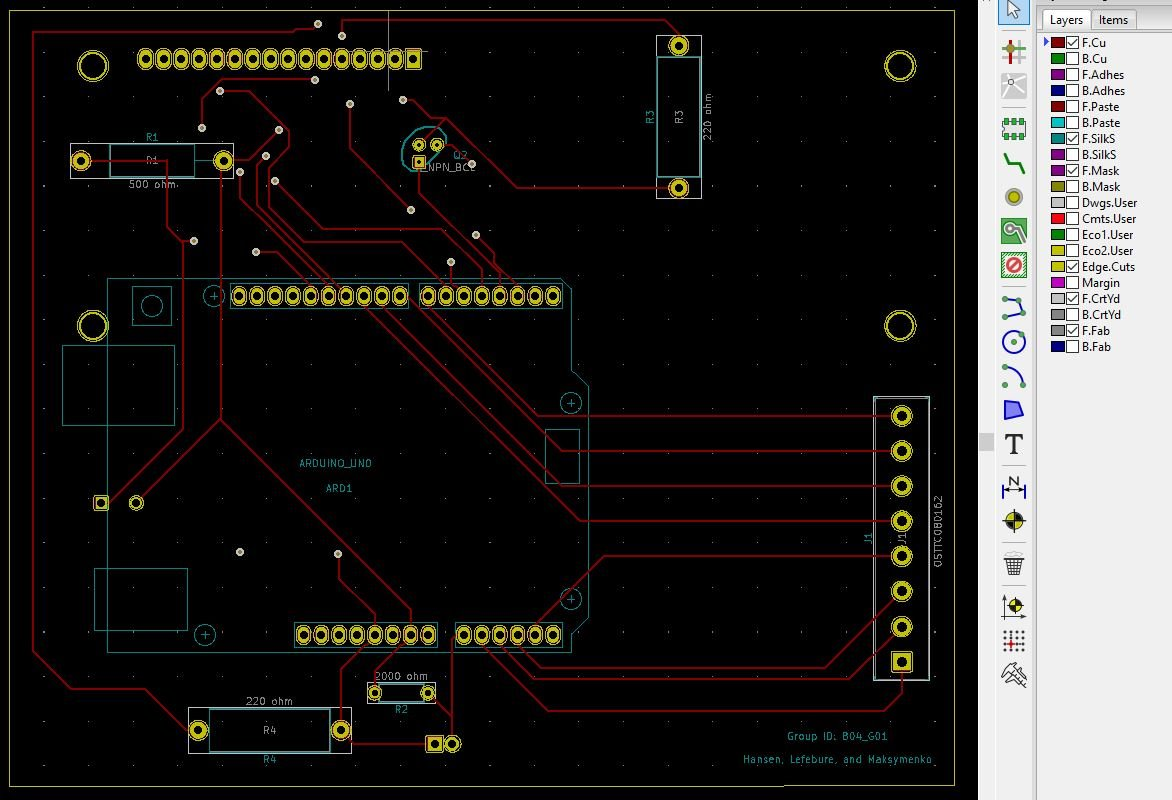 Layers Items
F.Cu
B.Cu
F.Adhes
B.Adhes
F.Paste
B.Paste
F.SilkS
B.SilkS
F.Mask
B.Mask
Dwgs.User
Cmts.User
Eco1.User
Eco2.User
Edge.Cuts
Margin
F.CrtYd
B.CrtYd
F.Fab
B.Fab
T
N
R1
R1
500 ohm
Q2
NPN_BCE
R3
R3
220 ohm
ARDUINO_UNO
ARD1
J1
J1
OSTTC080162
2000 ohm
R2
220 ohm
R4
R4
Group ID: B04_G01
Hansen, Lefebure, and Maksymenko